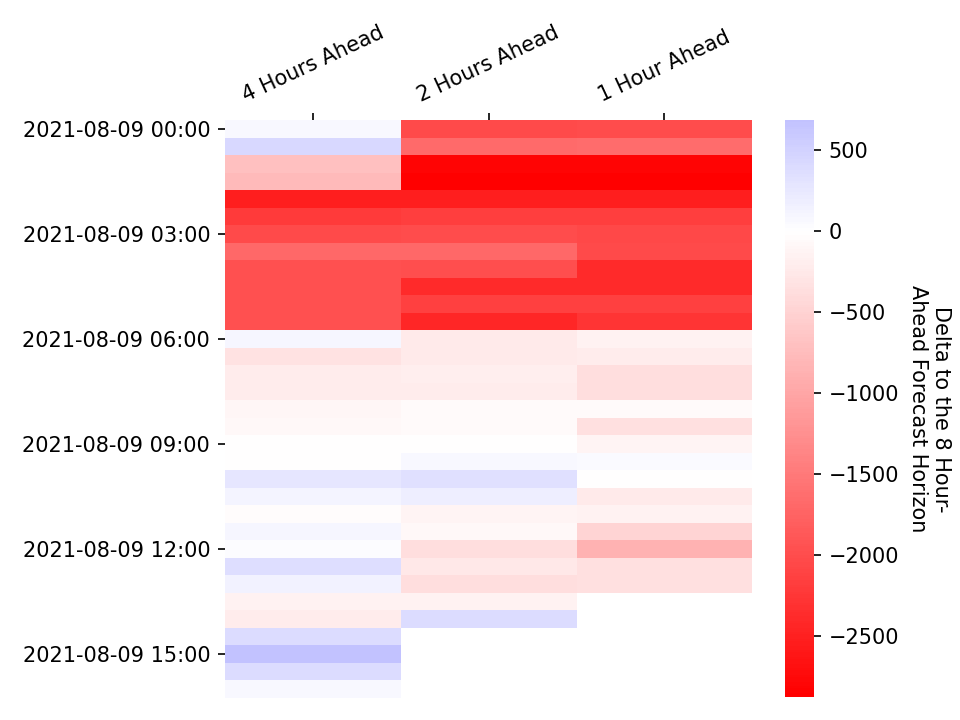 4 Hours Ahead
2 Hours Ahead
1 Hour Ahead
2021-08-09 00:00
2021-08-09 03:00
2021-08-09 06:00
2021-08-09 09:00
2021-08-09 12:00
2021-08-09 15:00
500
0
−500
−1000
−1500
−2000
−2500
Delta to the 8 Hour-
Ahead Forecast Horizon